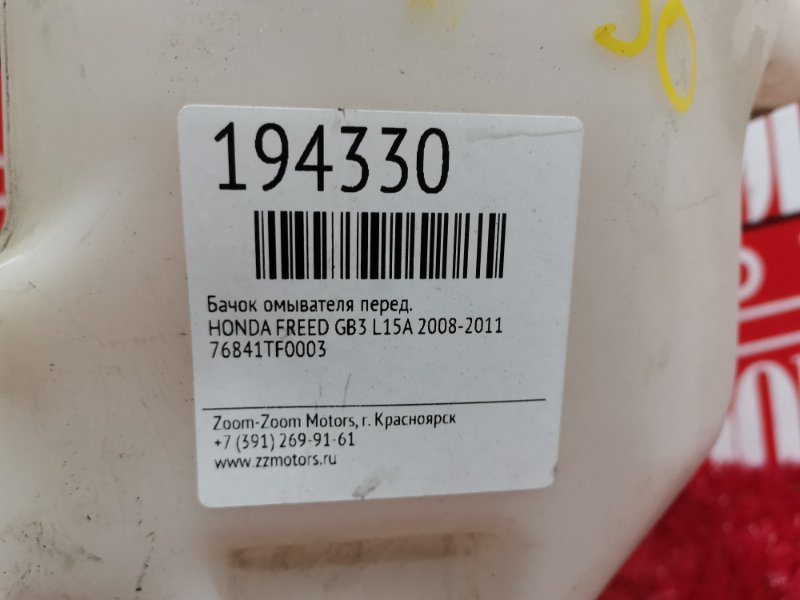 194330
Бачок омывателя перед.
HONDA FREED GB3 L15A 2008-2011
76841TF0003
Zoom-Zoom Motors, г. Красноярск
+7 (391) 269-91-61
www.zzmotors.ru